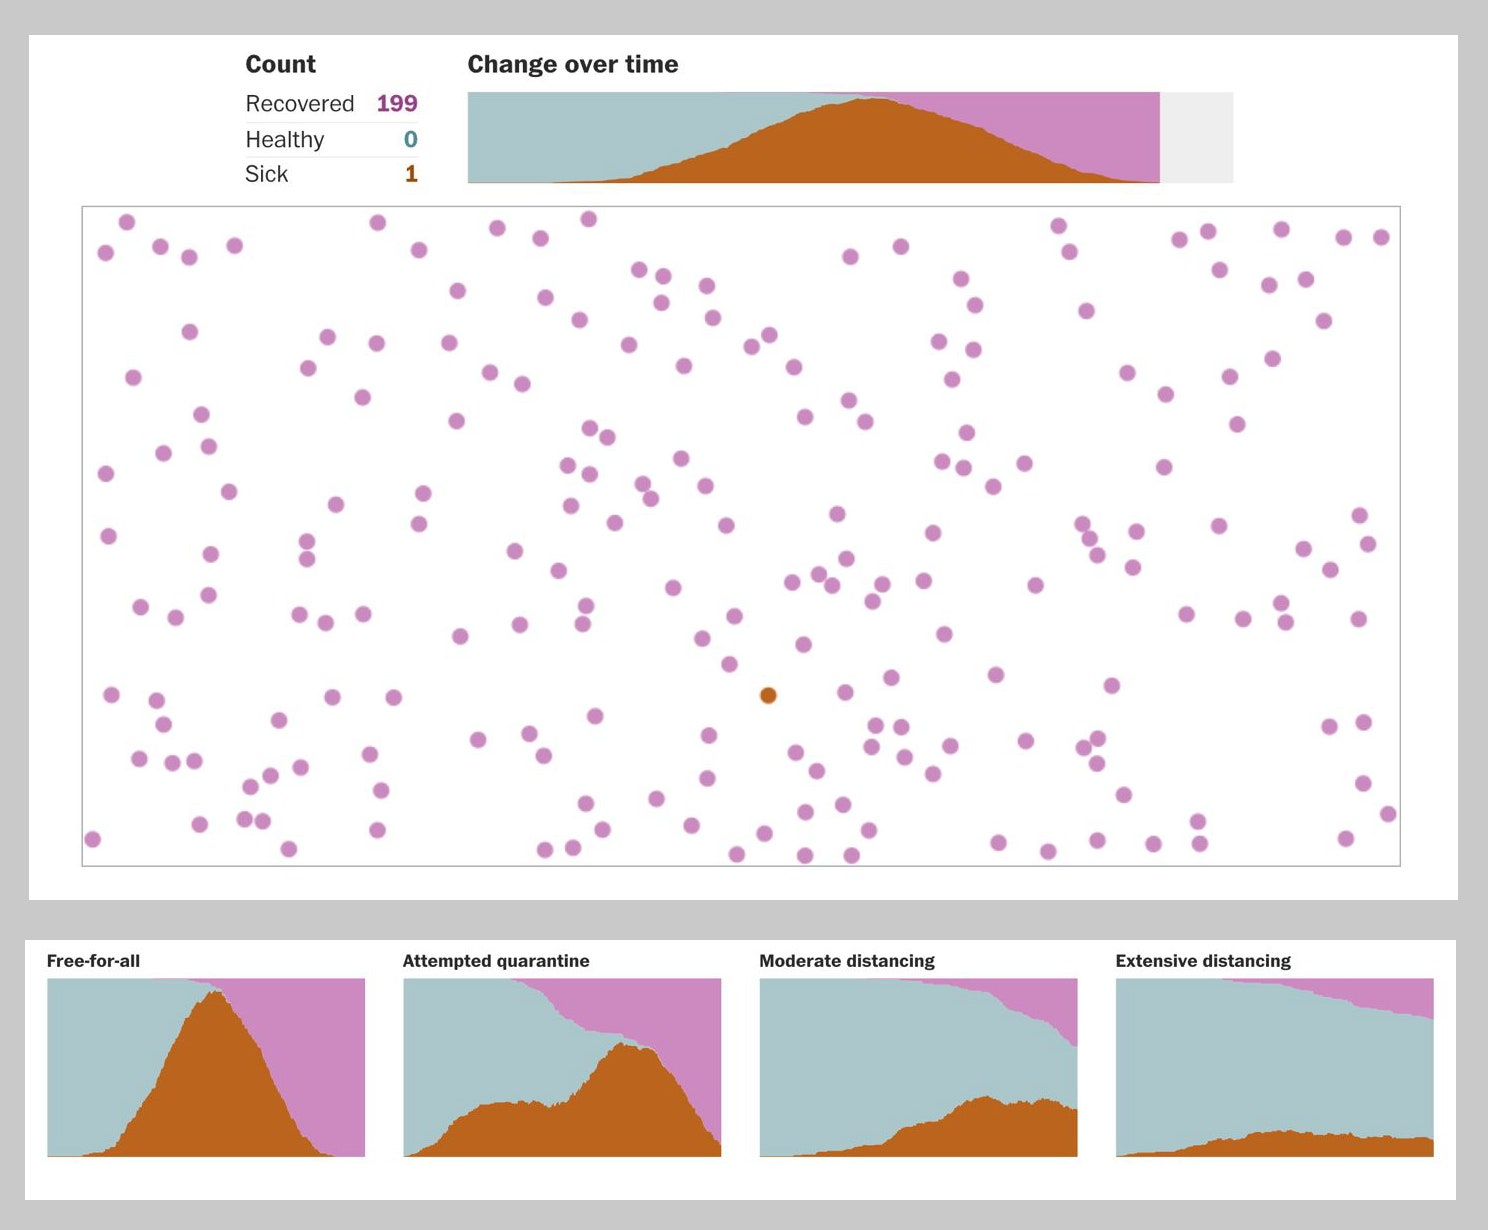 Count
Change over time
Recovered 199
Healthy 0
Sick 1
Free-for-all
Attempted quarantine
Moderate distancing
Extensive distancing